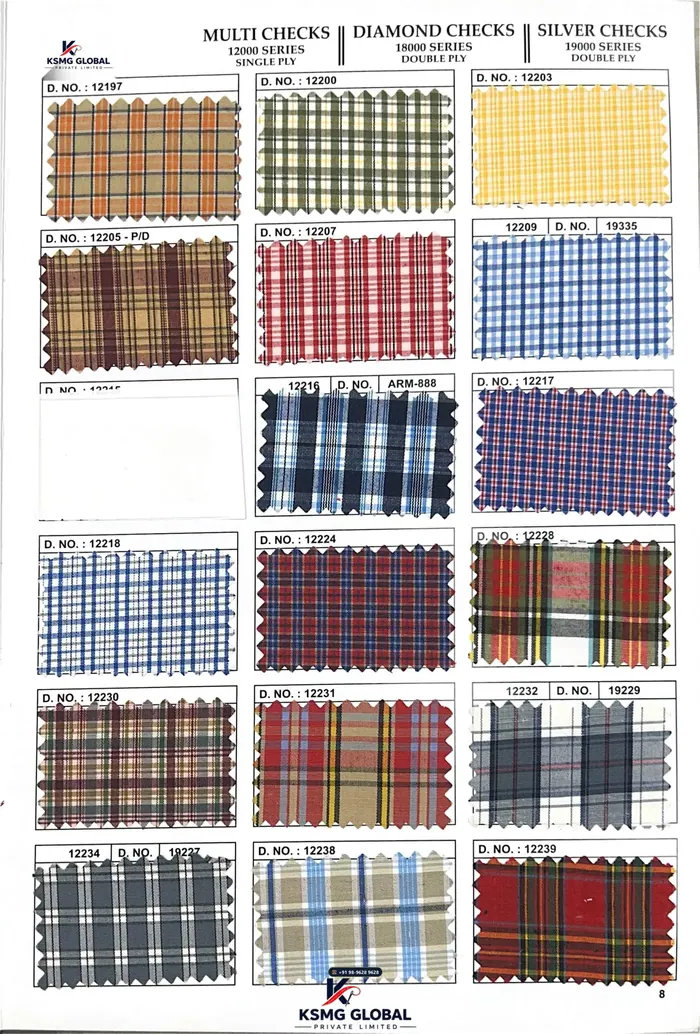 KSMG GLOBAL
PRIVATE LIMITED
MULTI CHECKS
12000 SERIES
SINGLE PLY
DIAMOND CHECKS
18000 SERIES
DOUBLE PLY
SILVER CHECKS
19000 SERIES
DOUBLE PLY
D. NO. : 12197
D. NO. : 12200
D. NO. : 12203
D. NO. : 12205 - P/D
D. NO. : 12207
12209 D. NO. 19335
D. NO. : 12215
12216 D. NO. ARM-888
D. NO. : 12217
D. NO. : 12218
D. NO. : 12224
D. NO. : 12228
D. NO. : 12230
D. NO. : 12231
12232 D. NO. 19229
12234 D. NO. 19227
D. NO. : 12238
D. NO. : 12239
+91 98-9628 9628
8
KSMG GLOBAL
PRIVATE LIMITED